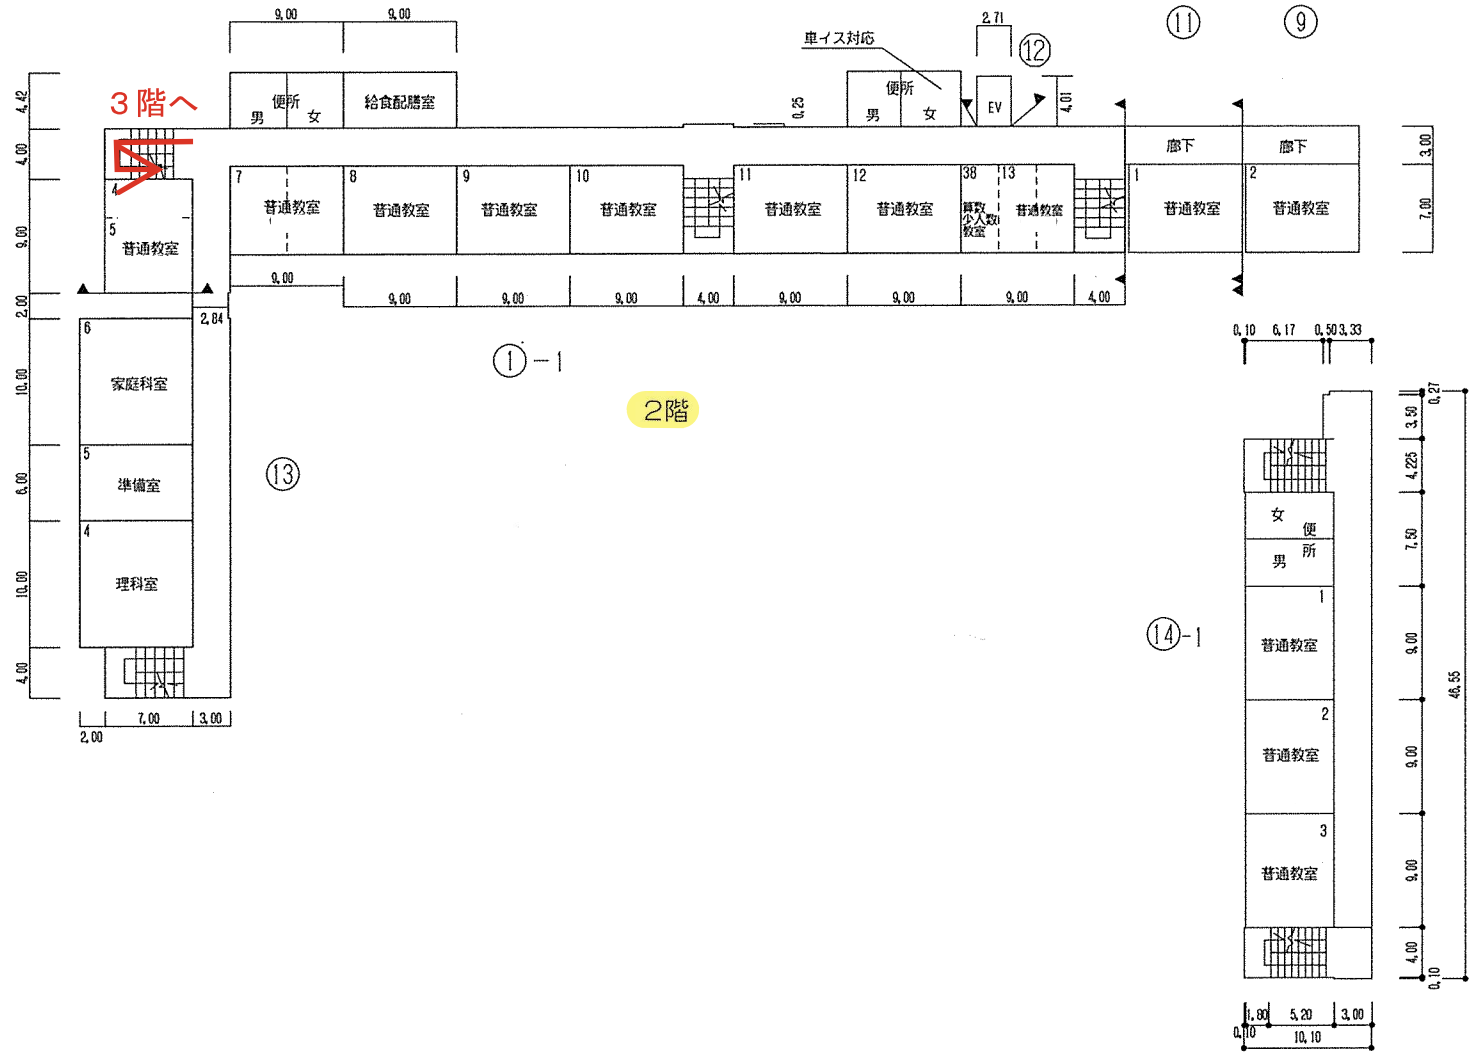 9.00 9.00
2.71
⑪ ⑨
車イス対応
⑫
4.42
3階へ
便所
男 女
給食配膳室
0.25
便所
男 女
EV
4.01
4.00
廊下 廊下
3.00
4
7
8
9
10
11
12
38
13
1
2
普通教室
普通教室
普通教室
普通教室
普通教室
普通教室
算数
少人数
教室
普通教室
普通教室
普通教室
7.00
9.00
5
普通教室
9.00
9.00 9.00 9.00 4.00 9.00 9.00 9.00 4.00
2.00
2.84
6
家庭科室
10.00
①-1
2階
5
準備室
6.00
⑬
4
理科室
10.00
4.00
7.00 3.00
2.00
0.10 6.17 0.50 3.33
0.27
3.50
4.225
女
便
所
男
7.50
1
普通教室
9.00
⑭-1
46.55
2
普通教室
9.00
3
普通教室
9.00
4.00
0.10
1.80 5.20 3.00
0.10
10.10